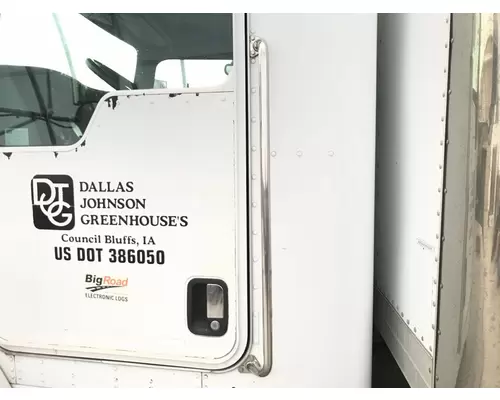 DJG
DALLAS
JOHNSON
GREENHOUSE'S
Council Bluffs, IA
US DOT 386050
BigRoad
ELECTRONIC LOGS